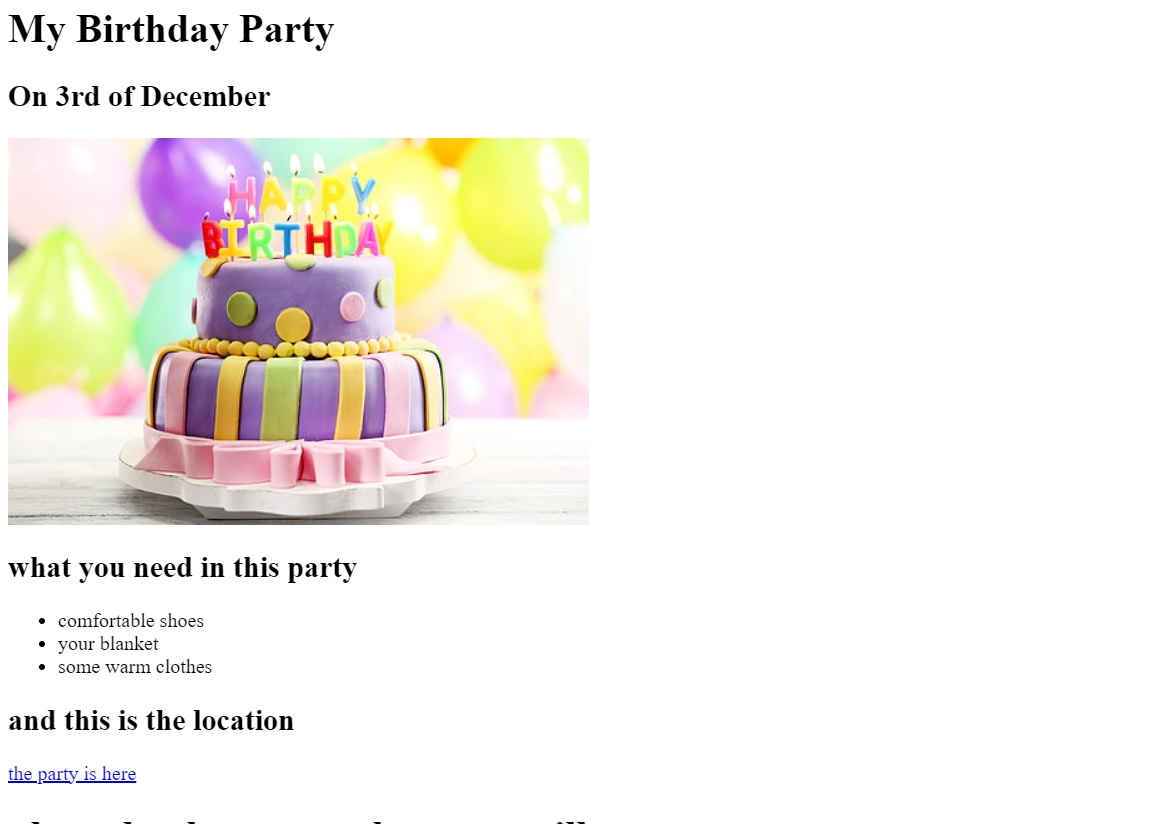 My Birthday Party
On 3rd of December
HAPPY
BIRTHDAY
what you need in this party
comfortable shoes
your blanket
some warm clothes
and this is the location
the party is here